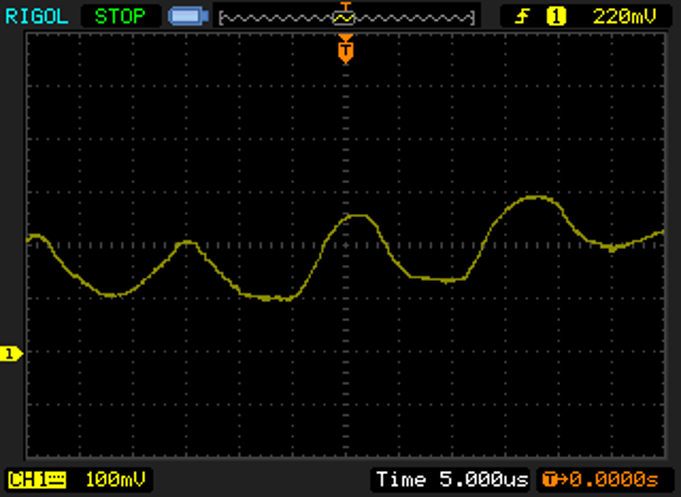 RIGOL STOP T 1 220mV
T
1
CH1 100mV Time 5.000us T→0.0000s